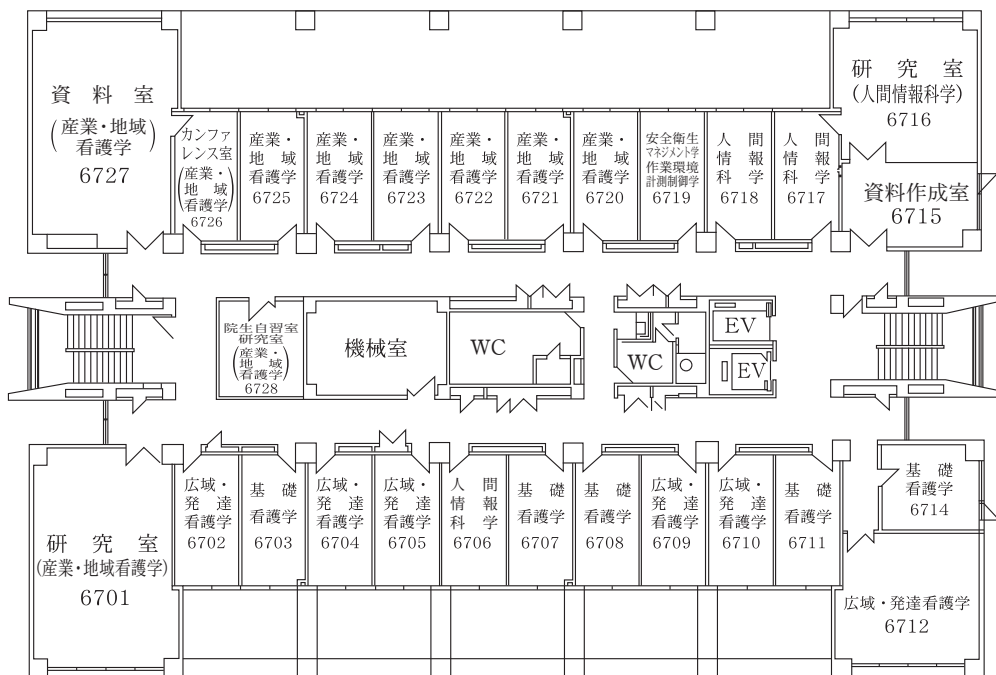 資料室
(産業・地域
看護学)
6727
カンファ
レンス室
(産業・
地域
看護学)
6726
産業・
地域
看護学
6725
産業・
地域
看護学
6724
産業・
地域
看護学
6723
産業・
地域
看護学
6722
産業・
地域
看護学
6721
産業・
地域
看護学
6720
安全衛生
マネジメント学
作業環境
計測制御学
6719
人間
情報
科学
6718
人間
情報
科学
6717
研究室
(人間情報科学)
6716
資料作成室
6715
院生自習室
研究室
(産業・
地域
看護学)
6728
機械室
WC
WC
EV
EV
研究室
(産業・地域看護学)
6701
広域・
発達
看護学
6702
基礎
看護学
6703
広域・
発達
看護学
6704
広域・
発達
看護学
6705
人間
情報
科学
6706
基礎
看護学
6707
基礎
看護学
6708
広域・
発達
看護学
6709
広域・
発達
看護学
6710
基礎
看護学
6711
基礎
看護学
6714
広域・発達看護学
6712